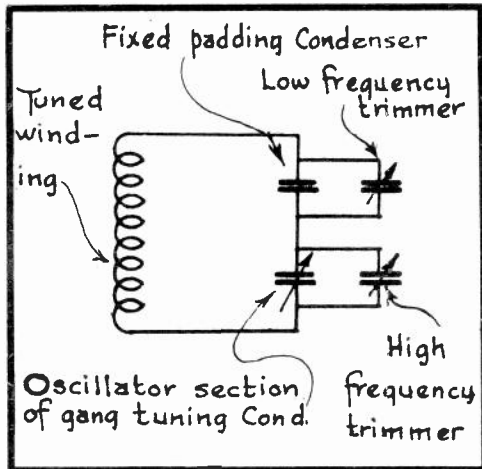 Fixed padding Condenser
Low frequency
trimmer
Tuned
wind-
ing
Oscillator section
of gang tuning Cond.
High
frequency
trimmer